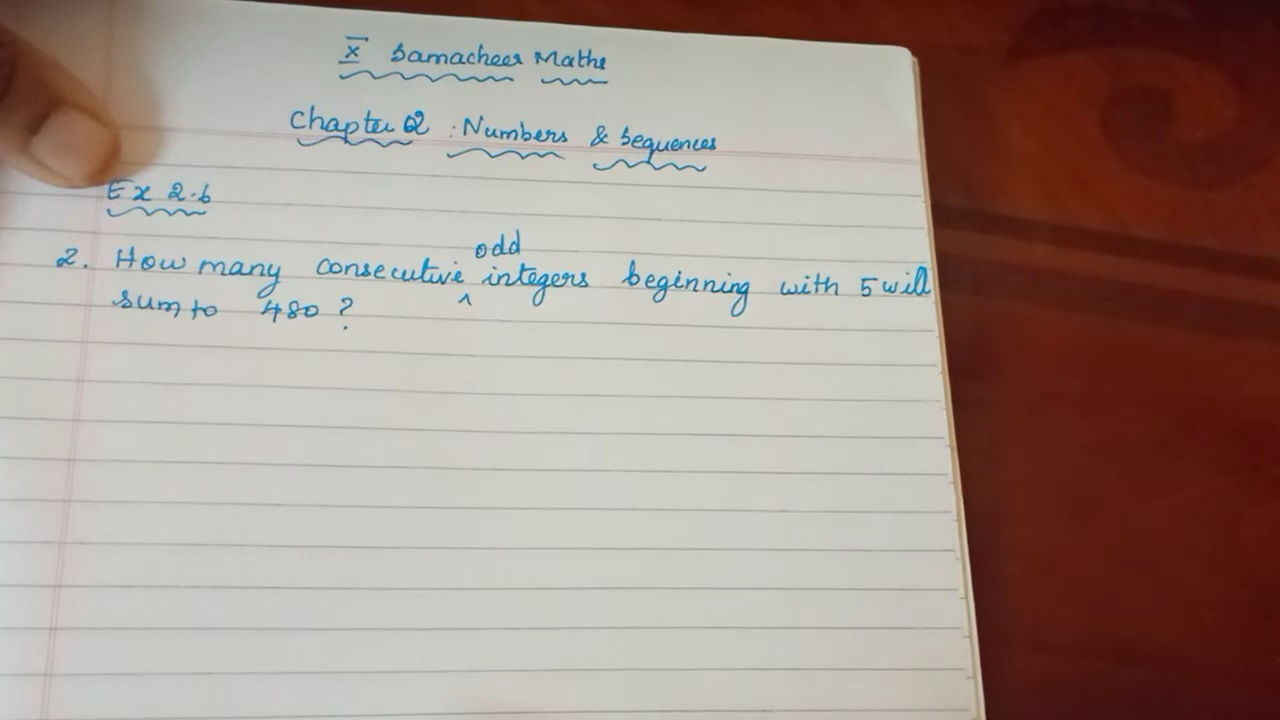 X Samacheer Maths
Chapter 2 : Numbers & Sequences
Ex 2.6
2. How many consecutive odd integers beginning with 5 will
sum to 480 ?